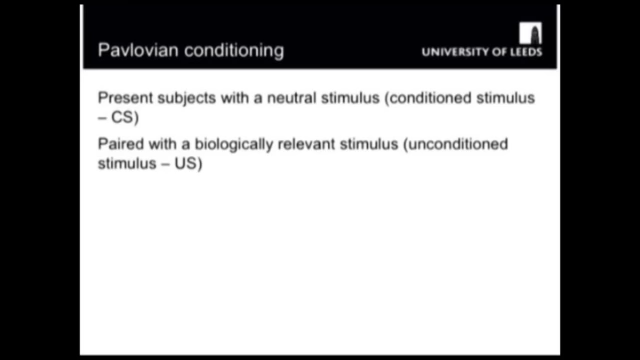 Pavlovian conditioning
UNIVERSITY OF LEEDS
Present subjects with a neutral stimulus (conditioned stimulus
– CS)
Paired with a biologically relevant stimulus (unconditioned
stimulus – US)